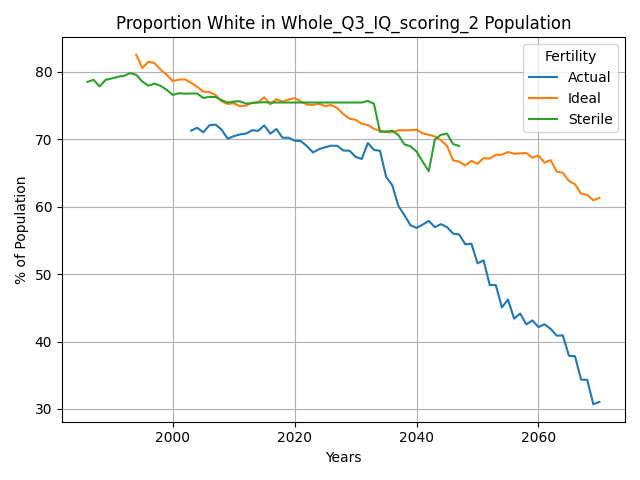 Proportion White in Whole_Q3_IQ_scoring_2 Population
Fertility
Actual
Ideal
Sterile
% of Population
80
70
60
50
40
30
2000
2020
2040
2060
Years